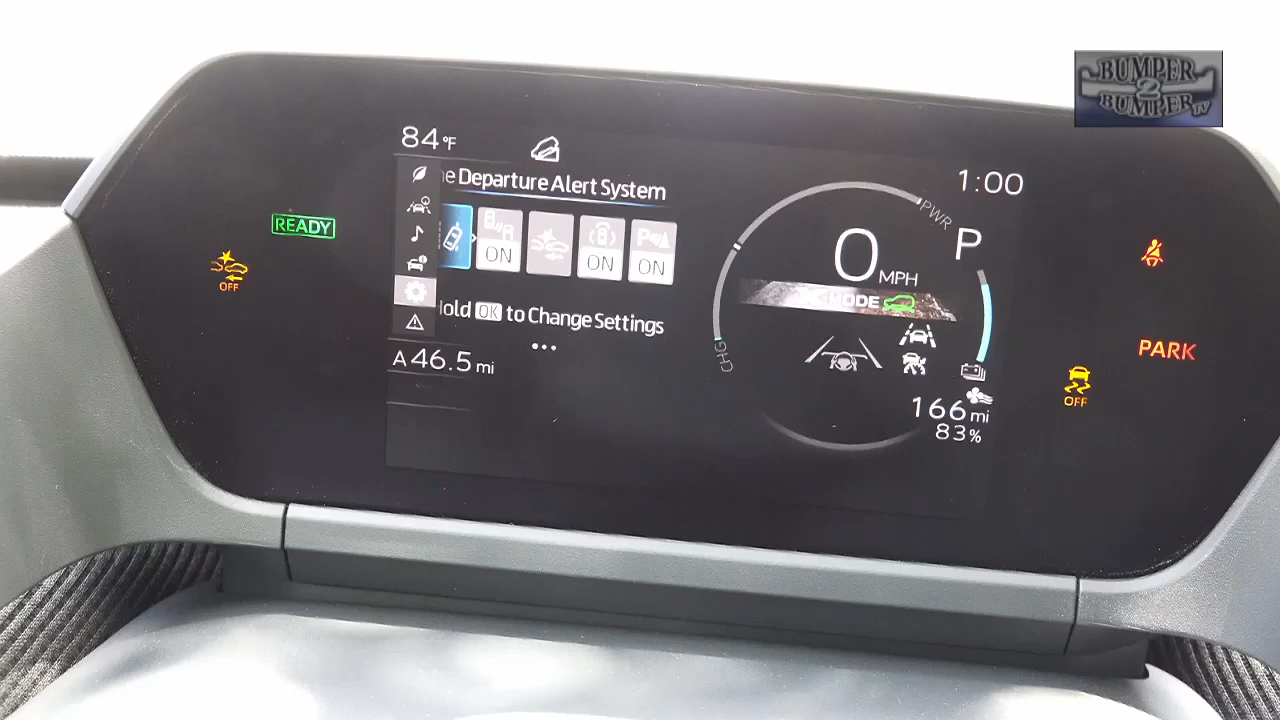 BUMPER
2
BUMPER TV
84°F
1:00
e Departure Alert System
PWR
READY
0 MPH
P
ON
ON
ON
OFF
MODE
old OK to Change Settings
CHG
PARK
A 46.5 mi
166 mi
OFF
83%